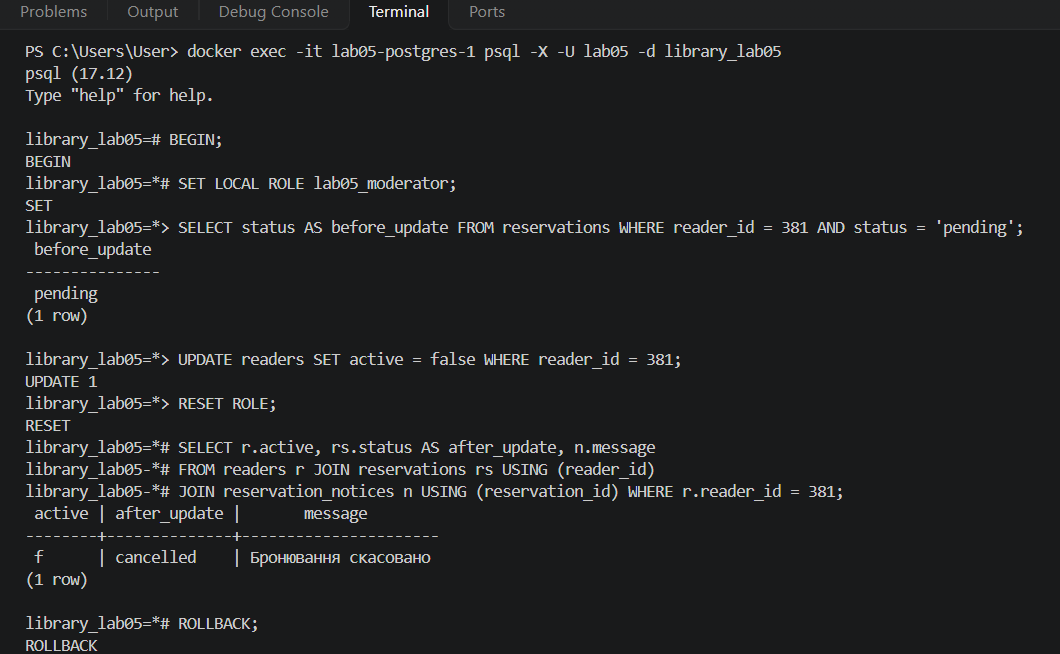 Problems Output Debug Console Terminal Ports
PS C:\Users\User> docker exec -it lab05-postgres-1 psql -X -U lab05 -d library_lab05
psql (17.12)
Type "help" for help.
library_lab05=# BEGIN;
BEGIN
library_lab05=*# SET LOCAL ROLE lab05_moderator;
SET
library_lab05=*> SELECT status AS before_update FROM reservations WHERE reader_id = 381 AND status = 'pending';
 before_update
---------------
 pending
(1 row)
library_lab05=*> UPDATE readers SET active = false WHERE reader_id = 381;
UPDATE 1
library_lab05=*> RESET ROLE;
RESET
library_lab05=*# SELECT r.active, rs.status AS after_update, n.message
library_lab05-*# FROM readers r JOIN reservations rs USING (reader_id)
library_lab05-*# JOIN reservation_notices n USING (reservation_id) WHERE r.reader_id = 381;
 active | after_update |       message
--------+--------------+----------------------
 f      | cancelled    | Бронювання скасовано
(1 row)
library_lab05=*# ROLLBACK;
ROLLBACK